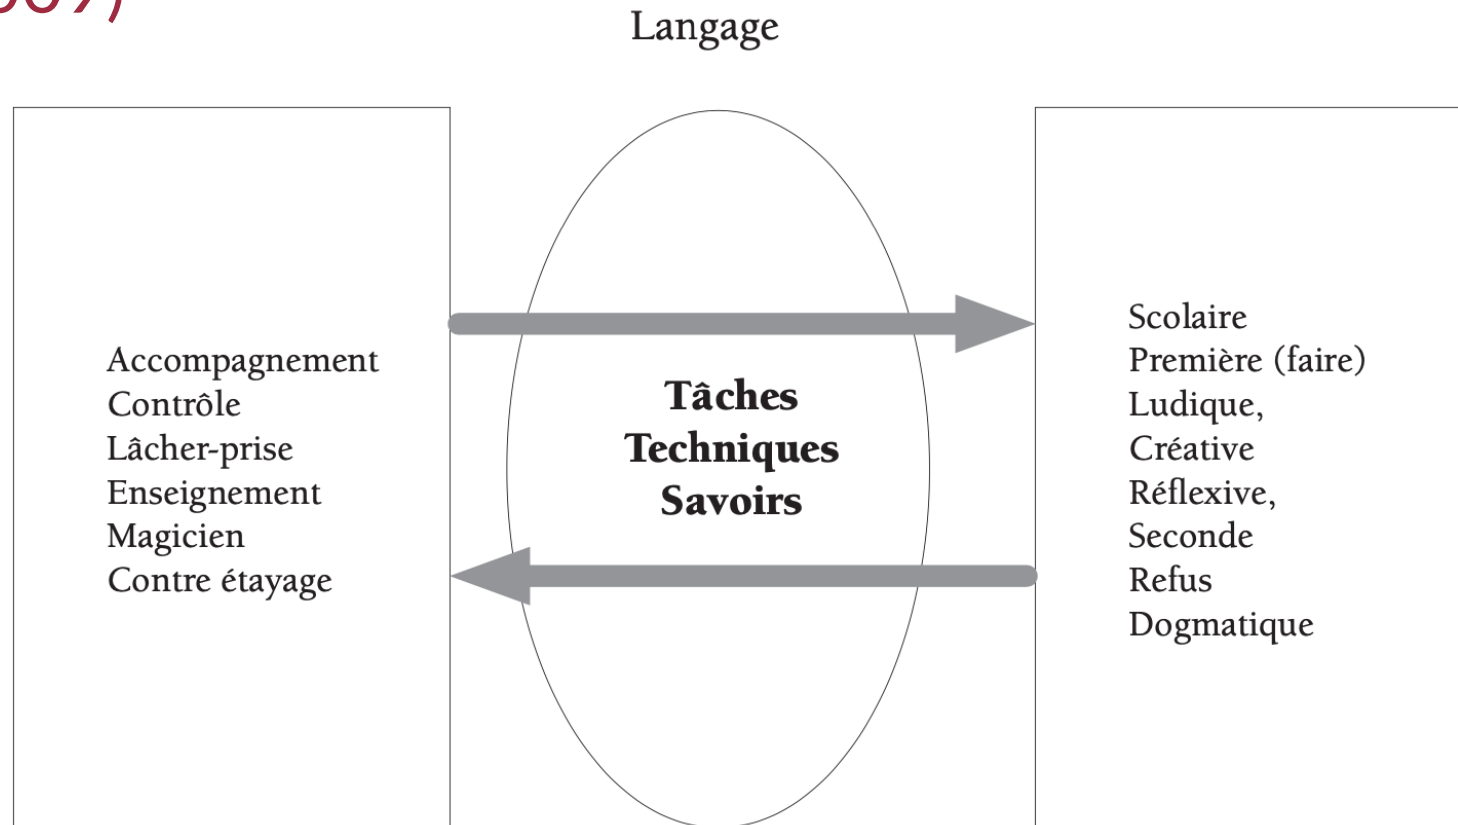 Langage
Accompagnement
Contrôle
Lâcher-prise
Enseignement
Magicien
Contre étayage
Tâches
Techniques
Savoirs
Scolaire
Première (faire)
Ludique,
Créative
Réflexive,
Seconde
Refus
Dogmatique